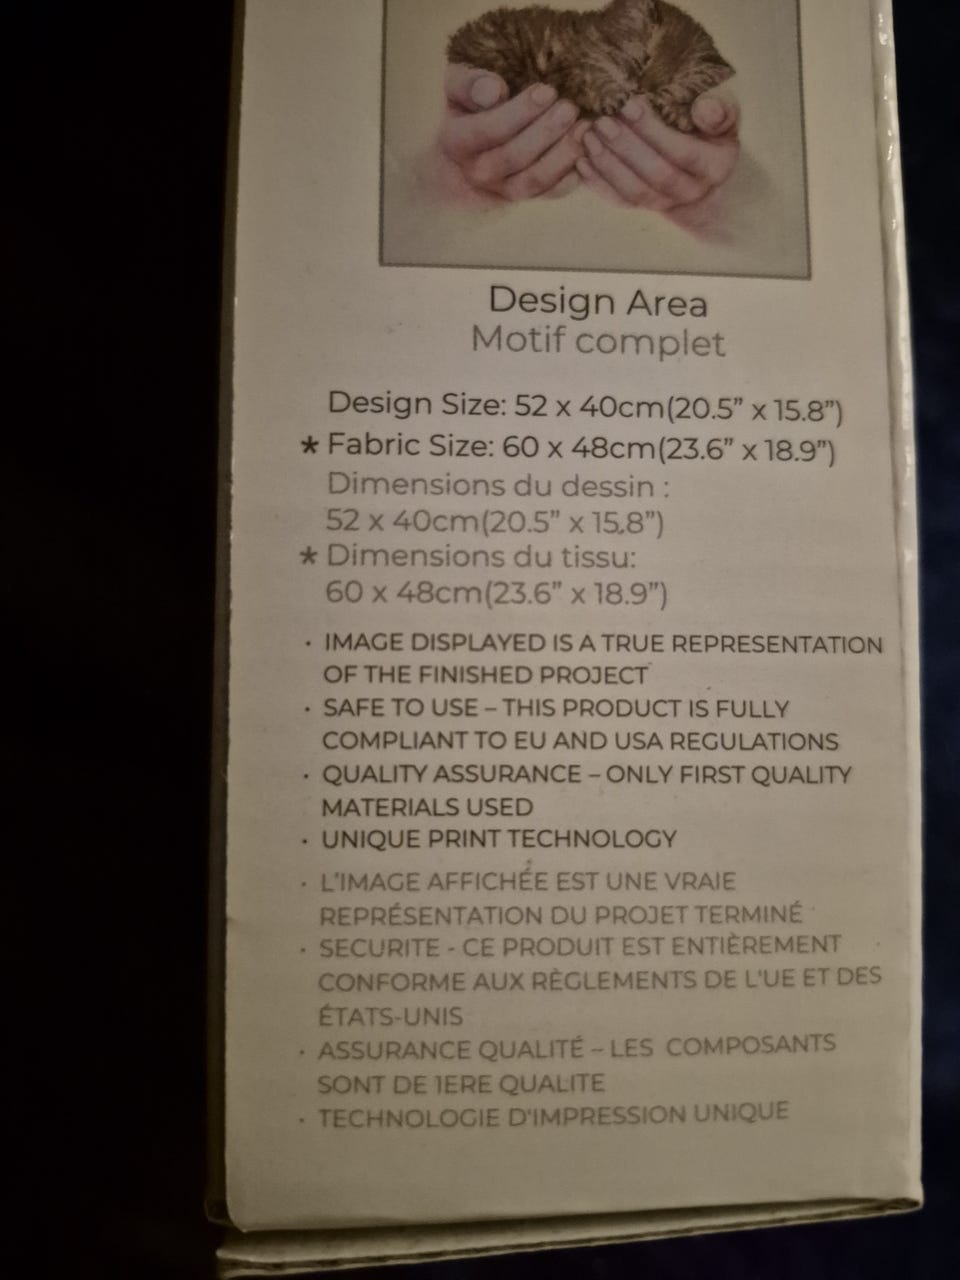 Design Area
Motif complet
Design Size: 52 x 40cm(20.5” x 15.8”)
* Fabric Size: 60 x 48cm(23.6” x 18.9”)
Dimensions du dessin :
52 x 40cm(20.5” x 15.8”)
* Dimensions du tissu:
60 x 48cm(23.6” x 18.9”)
· IMAGE DISPLAYED IS A TRUE REPRESENTATION
OF THE FINISHED PROJECT
· SAFE TO USE – THIS PRODUCT IS FULLY
COMPLIANT TO EU AND USA REGULATIONS
· QUALITY ASSURANCE – ONLY FIRST QUALITY
MATERIALS USED
· UNIQUE PRINT TECHNOLOGY
· L'IMAGE AFFICHÉE EST UNE VRAIE
REPRÉSENTATION DU PROJET TERMINÉ
· SECURITE - CE PRODUIT EST ENTIÈREMENT
CONFORME AUX RÈGLEMENTS DE L'UE ET DES
ÉTATS-UNIS
· ASSURANCE QUALITÉ – LES COMPOSANTS
SONT DE 1ERE QUALITE
· TECHNOLOGIE D'IMPRESSION UNIQUE